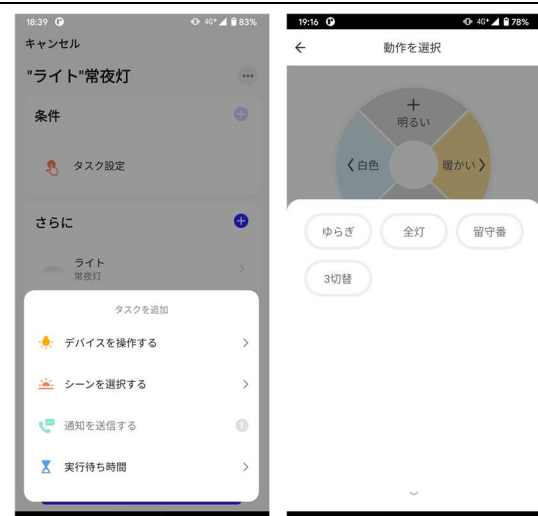 18:39 4G+ 83%
キャンセル
"ライト"常夜灯
条件
タスク設定
さらに
ライト
常夜灯
タスクを追加
デバイスを操作する
シーンを選択する
通知を送信する
実行待ち時間
19:16 4G+ 78%
動作を選択
明るい
白色
暖かい
ゆらぎ
全灯
留守番
3切替